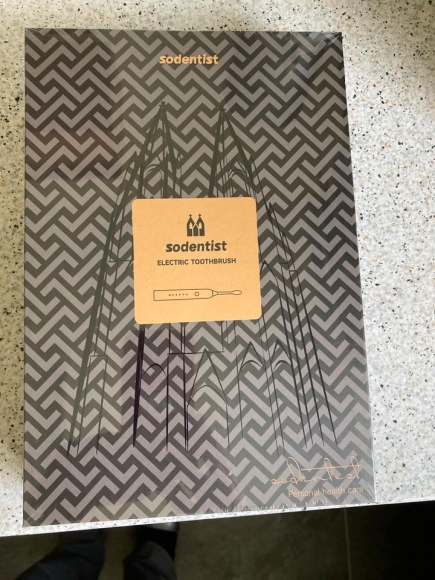 sodentist
sodentist
ELECTRIC TOOTHBRUSH
Personal health care